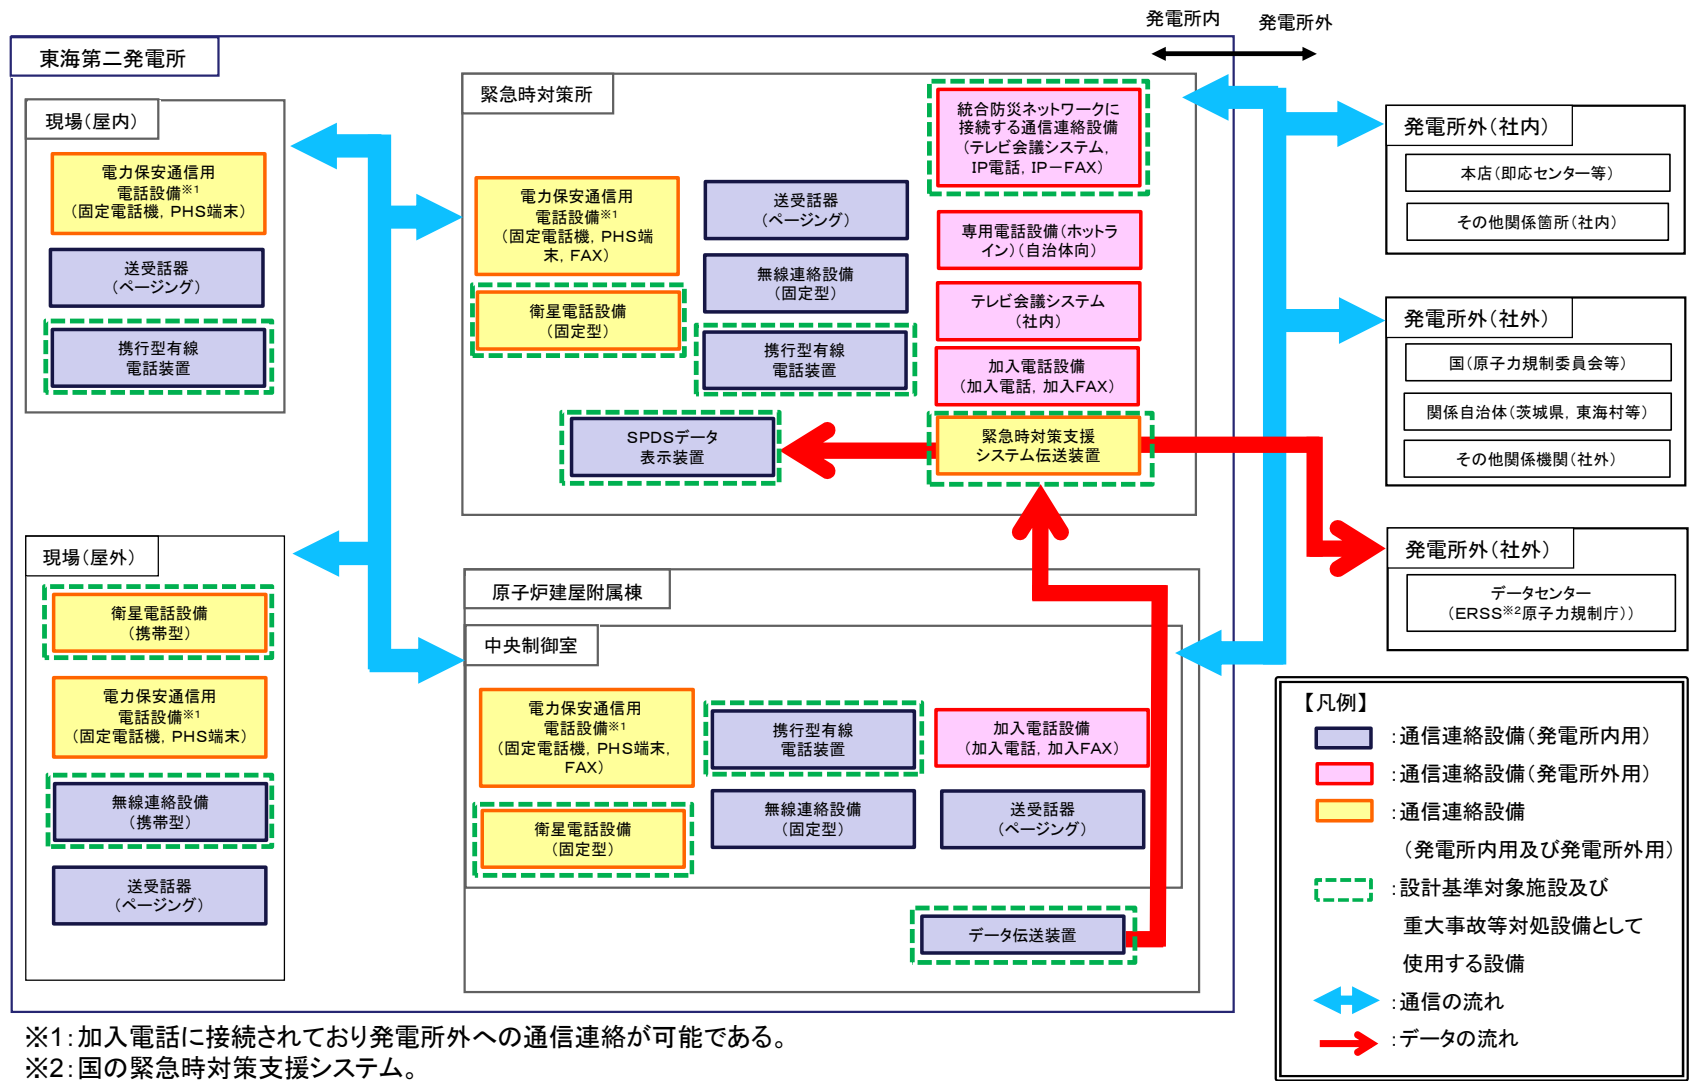 発電所内
発電所外
東海第二発電所
現場(屋内)
電力保安通信用
電話設備※1
(固定電話機, PHS端末)
送受話器
(ページング)
携行型有線
電話装置
緊急時対策所
電力保安通信用
電話設備※1
(固定電話機, PHS端
末, FAX)
衛星電話設備
(固定型)
送受話器
(ページング)
無線連絡設備
(固定型)
携行型有線
電話装置
統合防災ネットワークに
接続する通信連絡設備
(テレビ会議システム,
IP電話, IP－FAX)
専用電話設備(ホットラ
イン)(自治体向)
テレビ会議システム
(社内)
加入電話設備
(加入電話, 加入FAX)
SPDSデータ
表示装置
緊急時対策支援
システム伝送装置
発電所外(社内)
本店(即応センター等)
その他関係箇所(社内)
発電所外(社外)
国(原子力規制委員会等)
関係自治体(茨城県, 東海村等)
その他関係機関(社外)
発電所外(社外)
データセンター
(ERSS※2原子力規制庁))
現場(屋外)
衛星電話設備
(携帯型)
電力保安通信用
電話設備※1
(固定電話機, PHS端末)
無線連絡設備
(携帯型)
送受話器
(ページング)
原子炉建屋附属棟
中央制御室
電力保安通信用
電話設備※1
(固定電話機, PHS端末,
FAX)
衛星電話設備
(固定型)
携行型有線
電話装置
無線連絡設備
(固定型)
加入電話設備
(加入電話, 加入FAX)
送受話器
(ページング)
データ伝送装置
【凡例】
:通信連絡設備(発電所内用)
:通信連絡設備(発電所外用)
:通信連絡設備
(発電所内用及び発電所外用)
:設計基準対象施設及び
重大事故等対処設備として
使用する設備
:通信の流れ
:データの流れ
※1:加入電話に接続されており発電所外への通信連絡が可能である。
※2:国の緊急時対策支援システム。